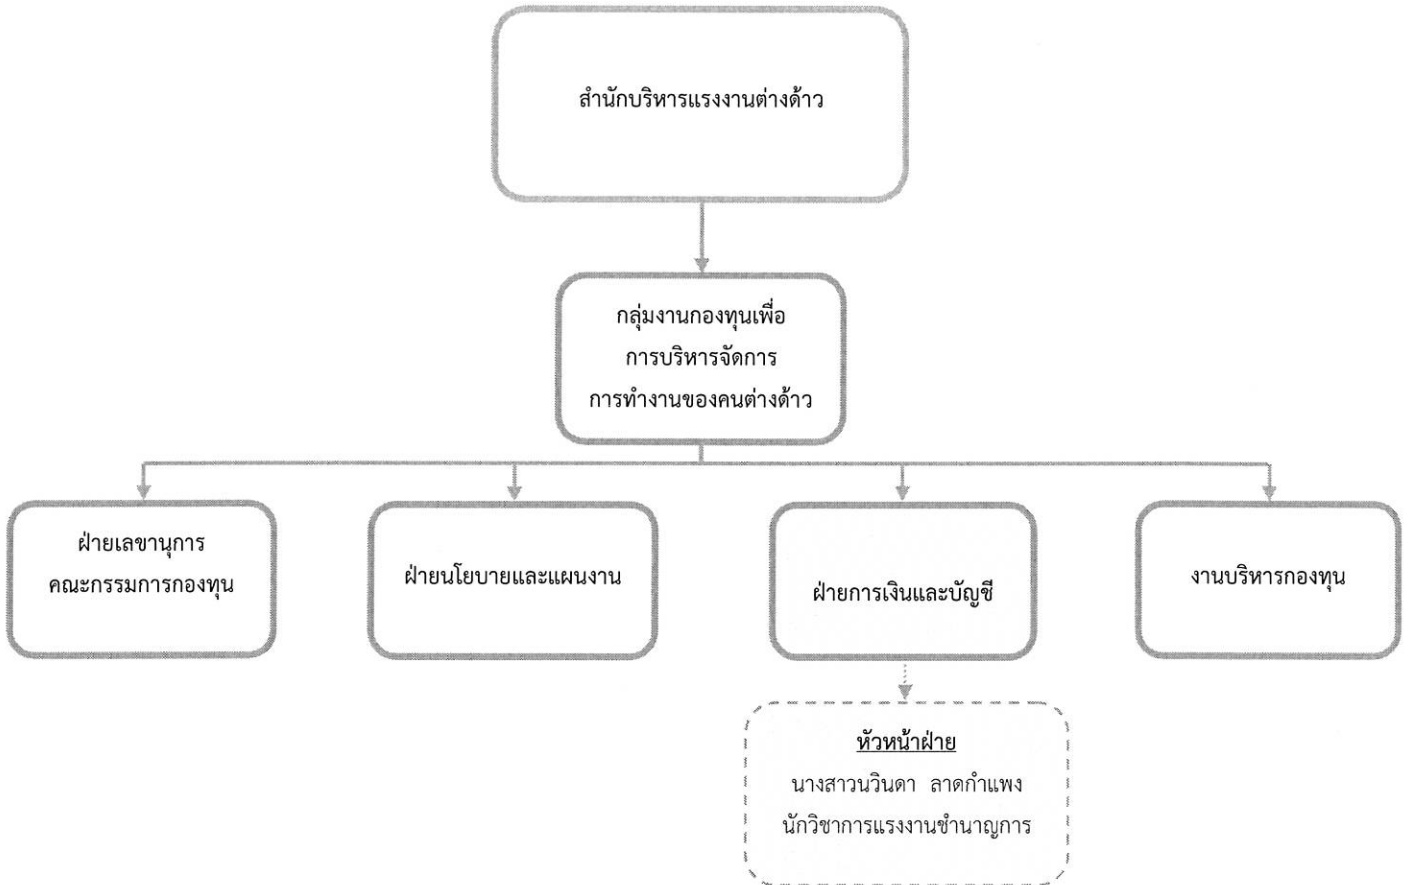 สำนักบริหารแรงงานต่างด้าว
กลุ่มงานกองทุนเพื่อ
การบริหารจัดการ
การทำงานของคนต่างด้าว
ฝ่ายเลขานุการ
คณะกรรมการกองทุน
ฝ่ายนโยบายและแผนงาน
ฝ่ายการเงินและบัญชี
งานบริหารกองทุน
หัวหน้าฝ่าย
นางสาวนวินดา ลาดกำแพง
นักวิชาการแรงงานชำนาญการ